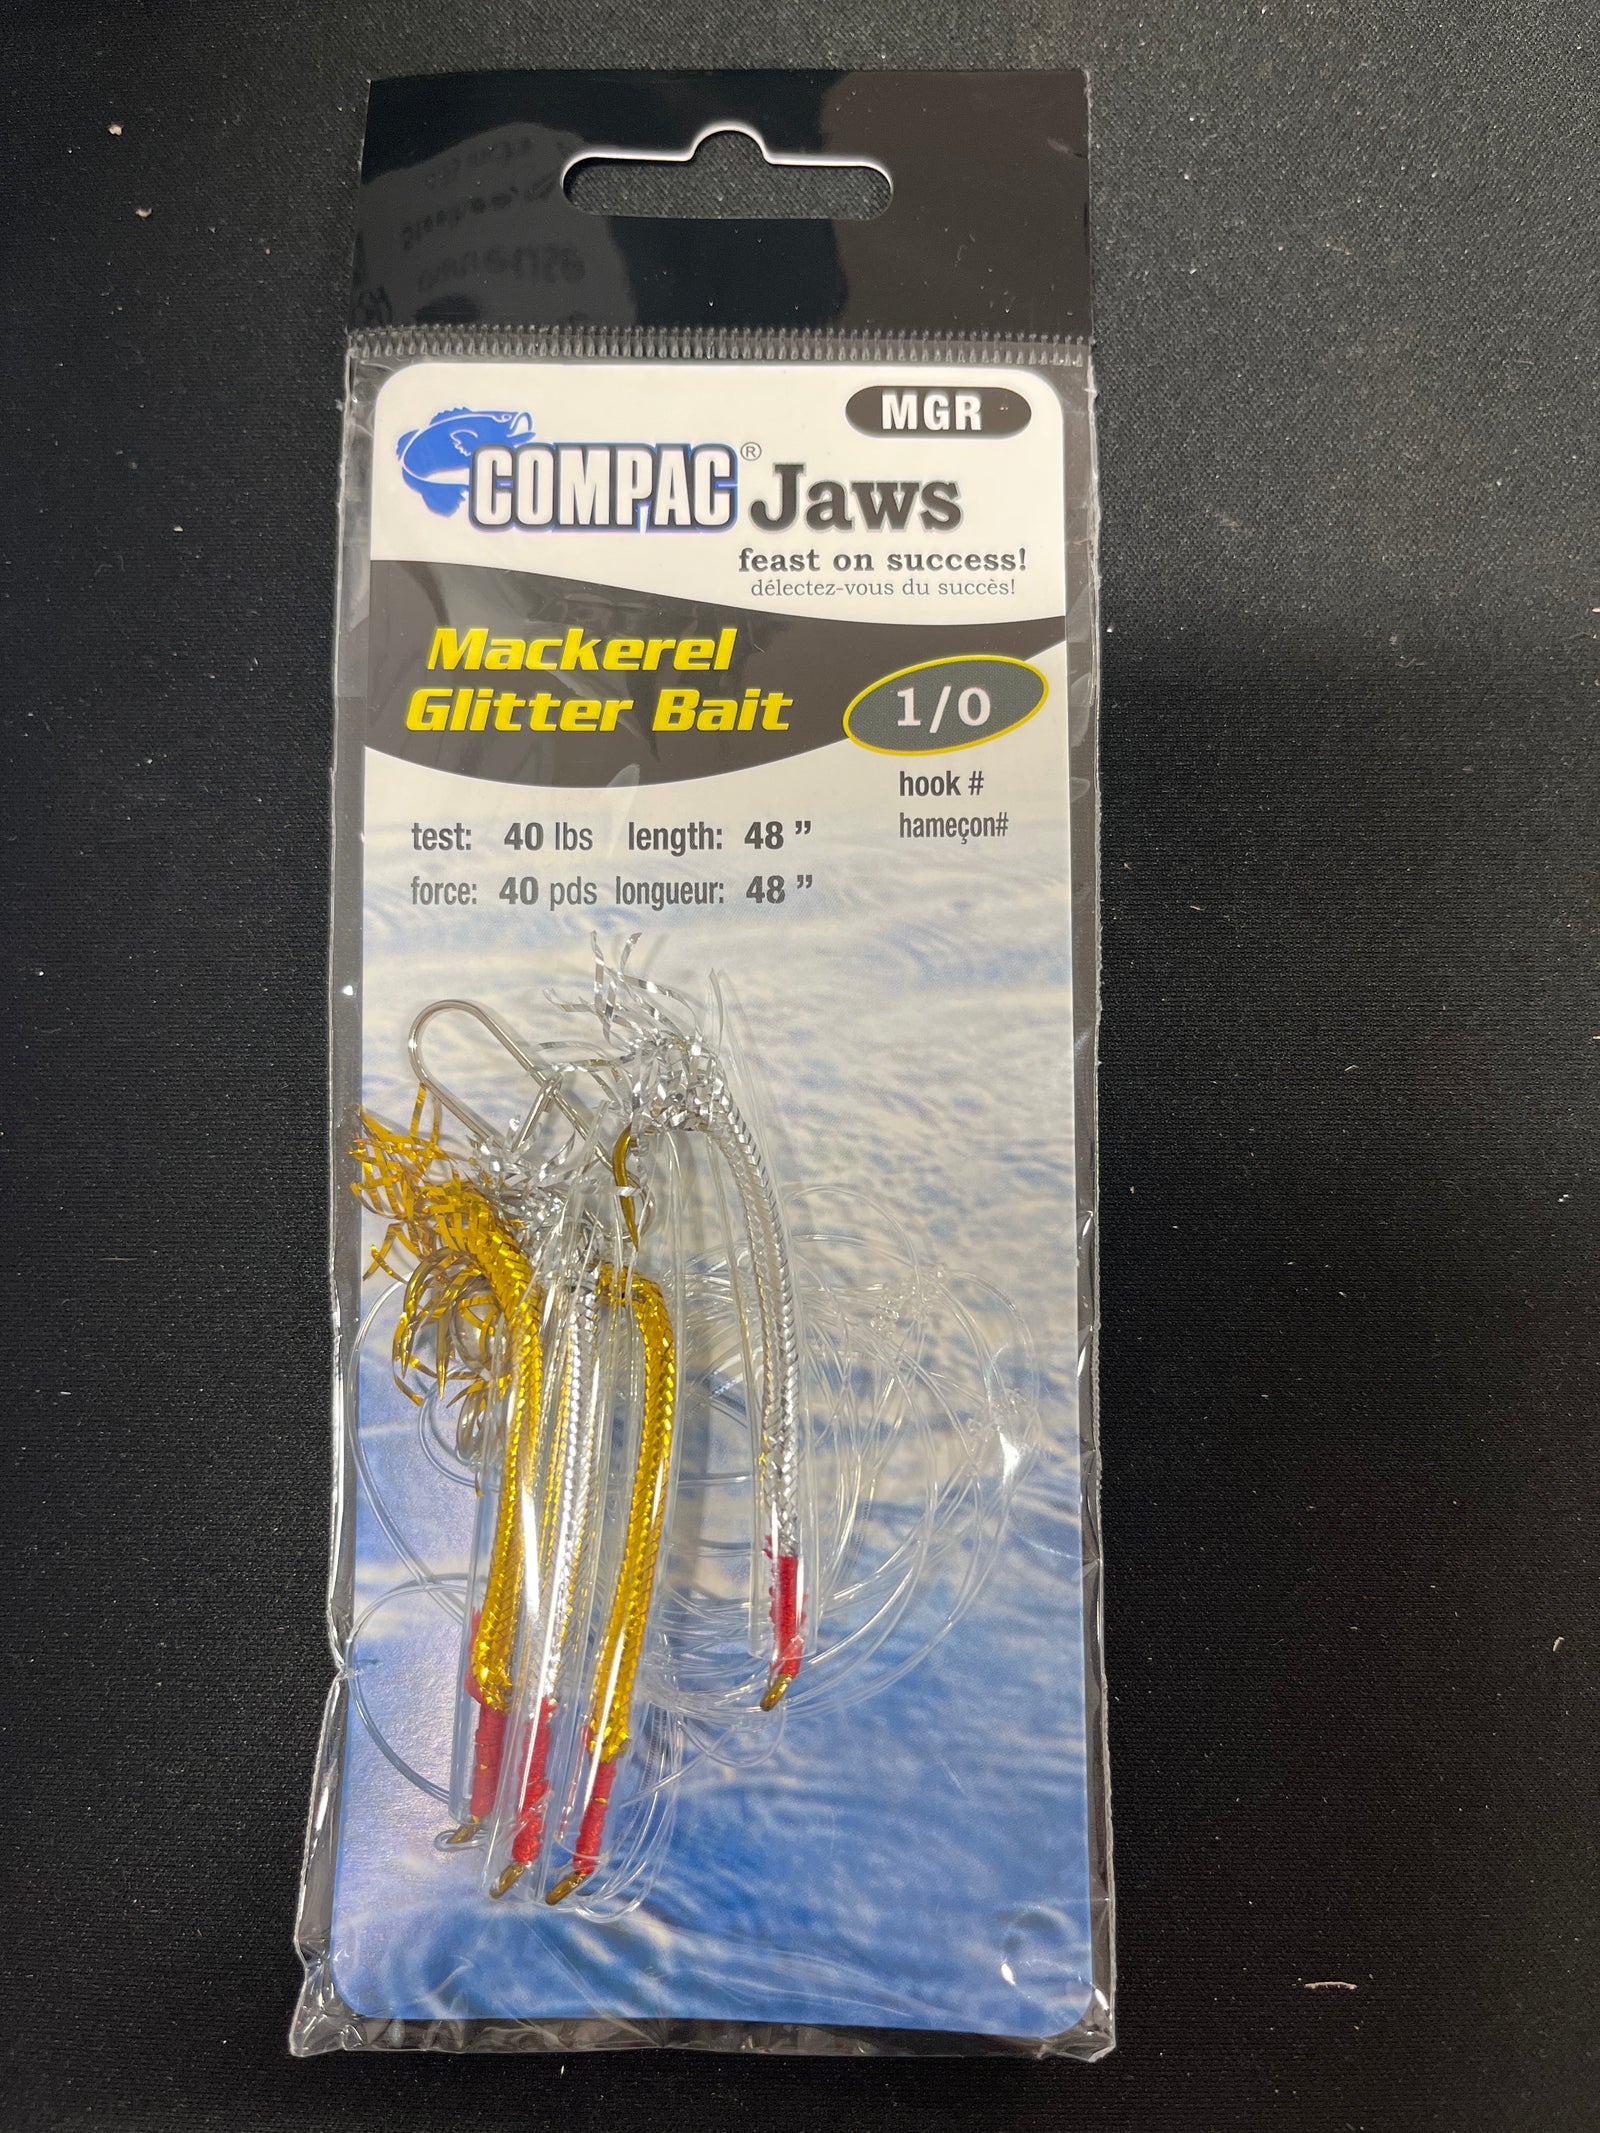 MGR
COMPAC® Jaws
feast on success!
délectez-vous du succès!
Mackerel
Glitter Bait
1/0
hook #
hameçon#
test: 40 lbs length: 48 ”
force: 40 pds longueur: 48 ”